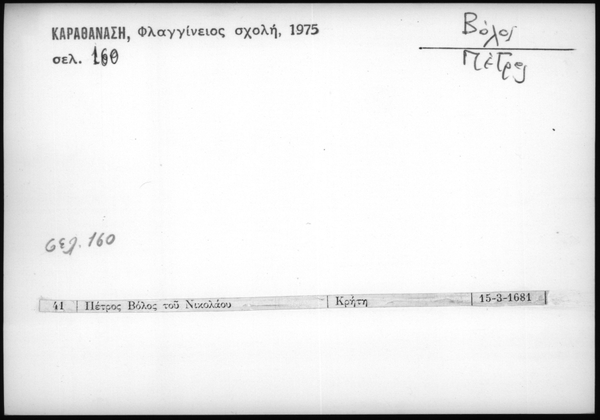 ΚΑΡΑΘΑΝΑΣΗ, Φλαγγίνειος σχολή, 1975
σελ. 160
Βόλος
Πέτρος
σελ. 160
41 Πέτρος Βόλος τοῦ Νικολάου Κρήτη 15-3-1681